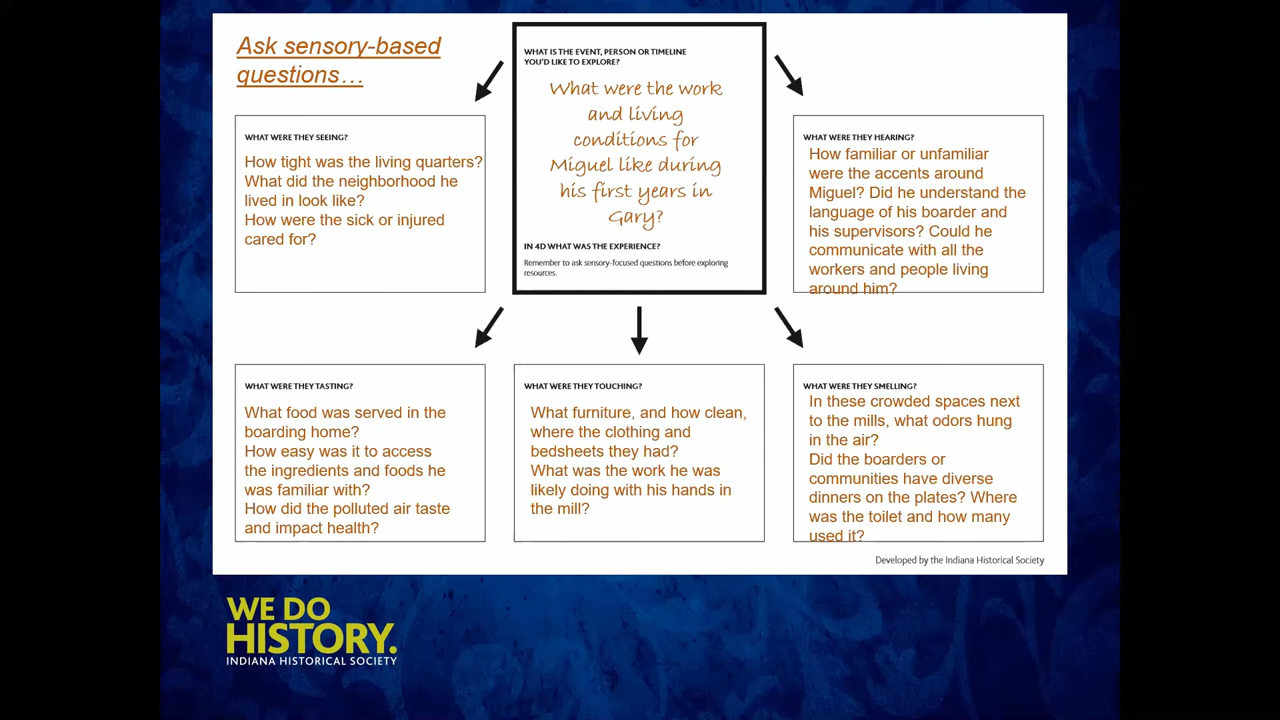 Ask sensory-based
questions…
WHAT IS THE EVENT, PERSON OR TIMELINE
YOU'D LIKE TO EXPLORE?
What were the work
and living
conditions for
Miguel like during
his first years in
Gary?
IN 4D WHAT WAS THE EXPERIENCE?
Remember to ask sensory-focused questions before exploring
resources.
WHAT WERE THEY SEEING?
How tight was the living quarters?
What did the neighborhood he
lived in look like?
How were the sick or injured
cared for?
WHAT WERE THEY HEARING?
How familiar or unfamiliar
were the accents around
Miguel? Did he understand the
language of his boarder and
his supervisors? Could he
communicate with all the
workers and people living
around him?
WHAT WERE THEY TASTING?
What food was served in the
boarding home?
How easy was it to access
the ingredients and foods he
was familiar with?
How did the polluted air taste
and impact health?
WHAT WERE THEY TOUCHING?
What furniture, and how clean,
where the clothing and
bedsheets they had?
What was the work he was
likely doing with his hands in
the mill?
WHAT WERE THEY SMELLING?
In these crowded spaces next
to the mills, what odors hung
in the air?
Did the boarders or
communities have diverse
dinners on the plates? Where
was the toilet and how many
used it?
Developed by the Indiana Historical Society
WE DO
HISTORY.
INDIANA HISTORICAL SOCIETY